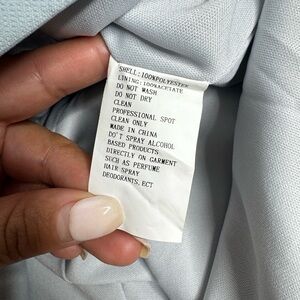 SHELL:100%POLYESTER
LINING:100%ACETATE
DO NOT WASH
DO NOT DRY
CLEAN
PROFESSIONAL SPOT
CLEAN ONLY
MADE IN CHINA
DO'T SPRAY ALCOHOL
BASED PRODUCTS
DIRECTLY ON GARMENT
SUCH AS PERFUME
HAIR SPRAY
DEODORANTS, ECT